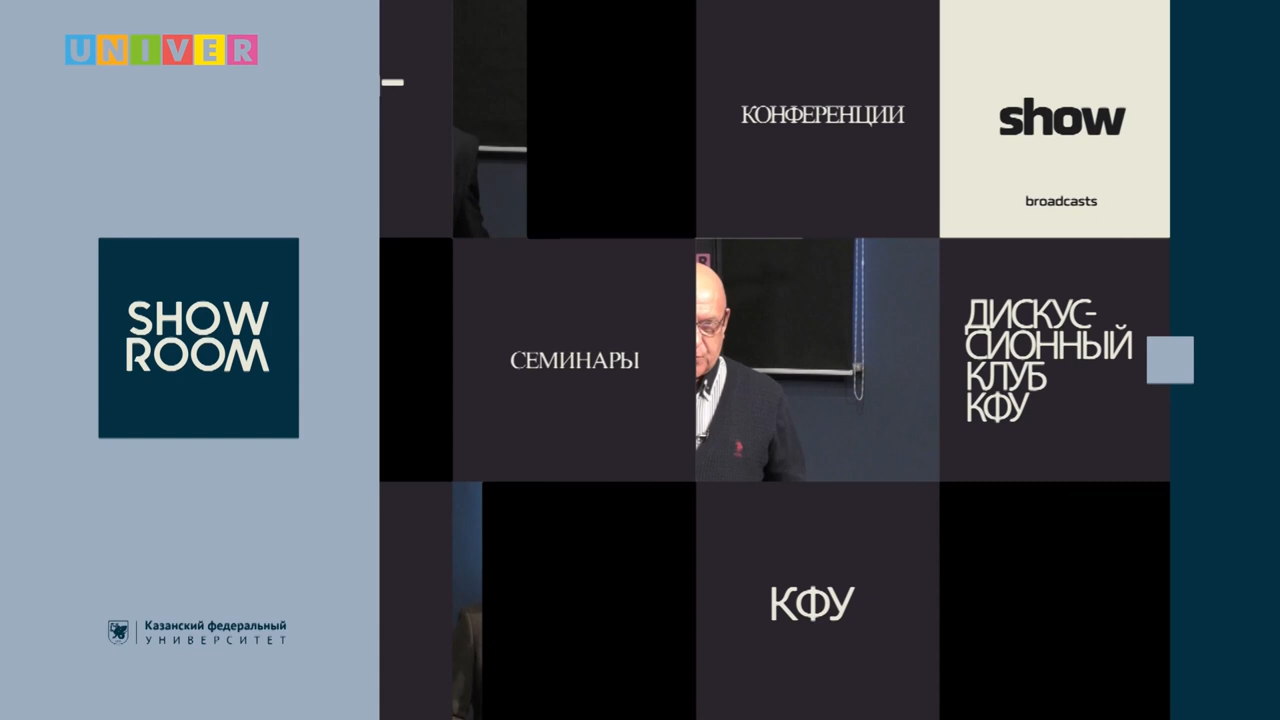 UNIVER
КОНФЕРЕНЦИИ
show
broadcasts
SHOW
ROOM
СЕМИНАРЫ
ДИСКУС-
СИОННЫЙ
КЛУБ
КФУ
КФУ
Казанский федеральный
УНИВЕРСИТЕТ